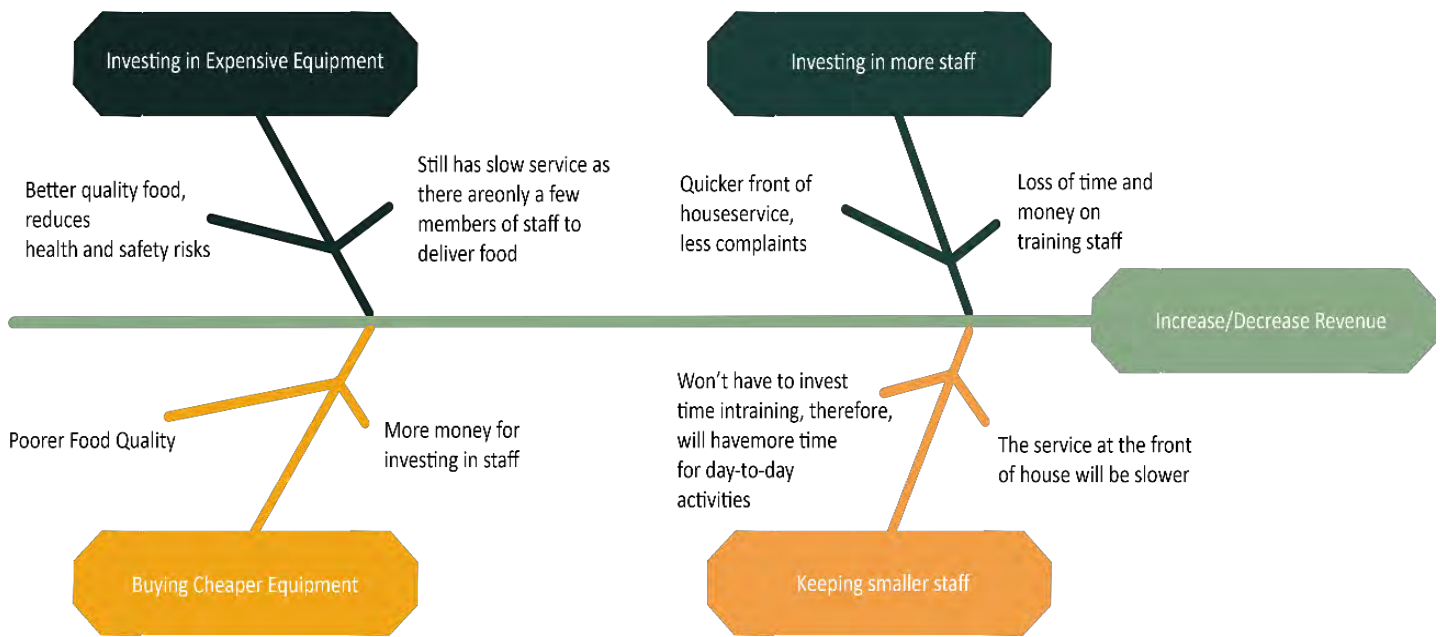 Investing in Expensive Equipment
Investing in more staff
Better quality food,
reduces
health and safety risks
Still has slow service as
there areonly a few
members of staff to
deliver food
Quicker front of
houseservice,
less complaints
Loss of time and
money on
training staff
Increase/Decrease Revenue
Poorer Food Quality
More money for
investing in staff
Won't have to invest
time intraining, therefore,
will havemore time
for day-to-day
activities
The service at the front
of house will be slower
Buying Cheaper Equipment
Keeping smaller staff